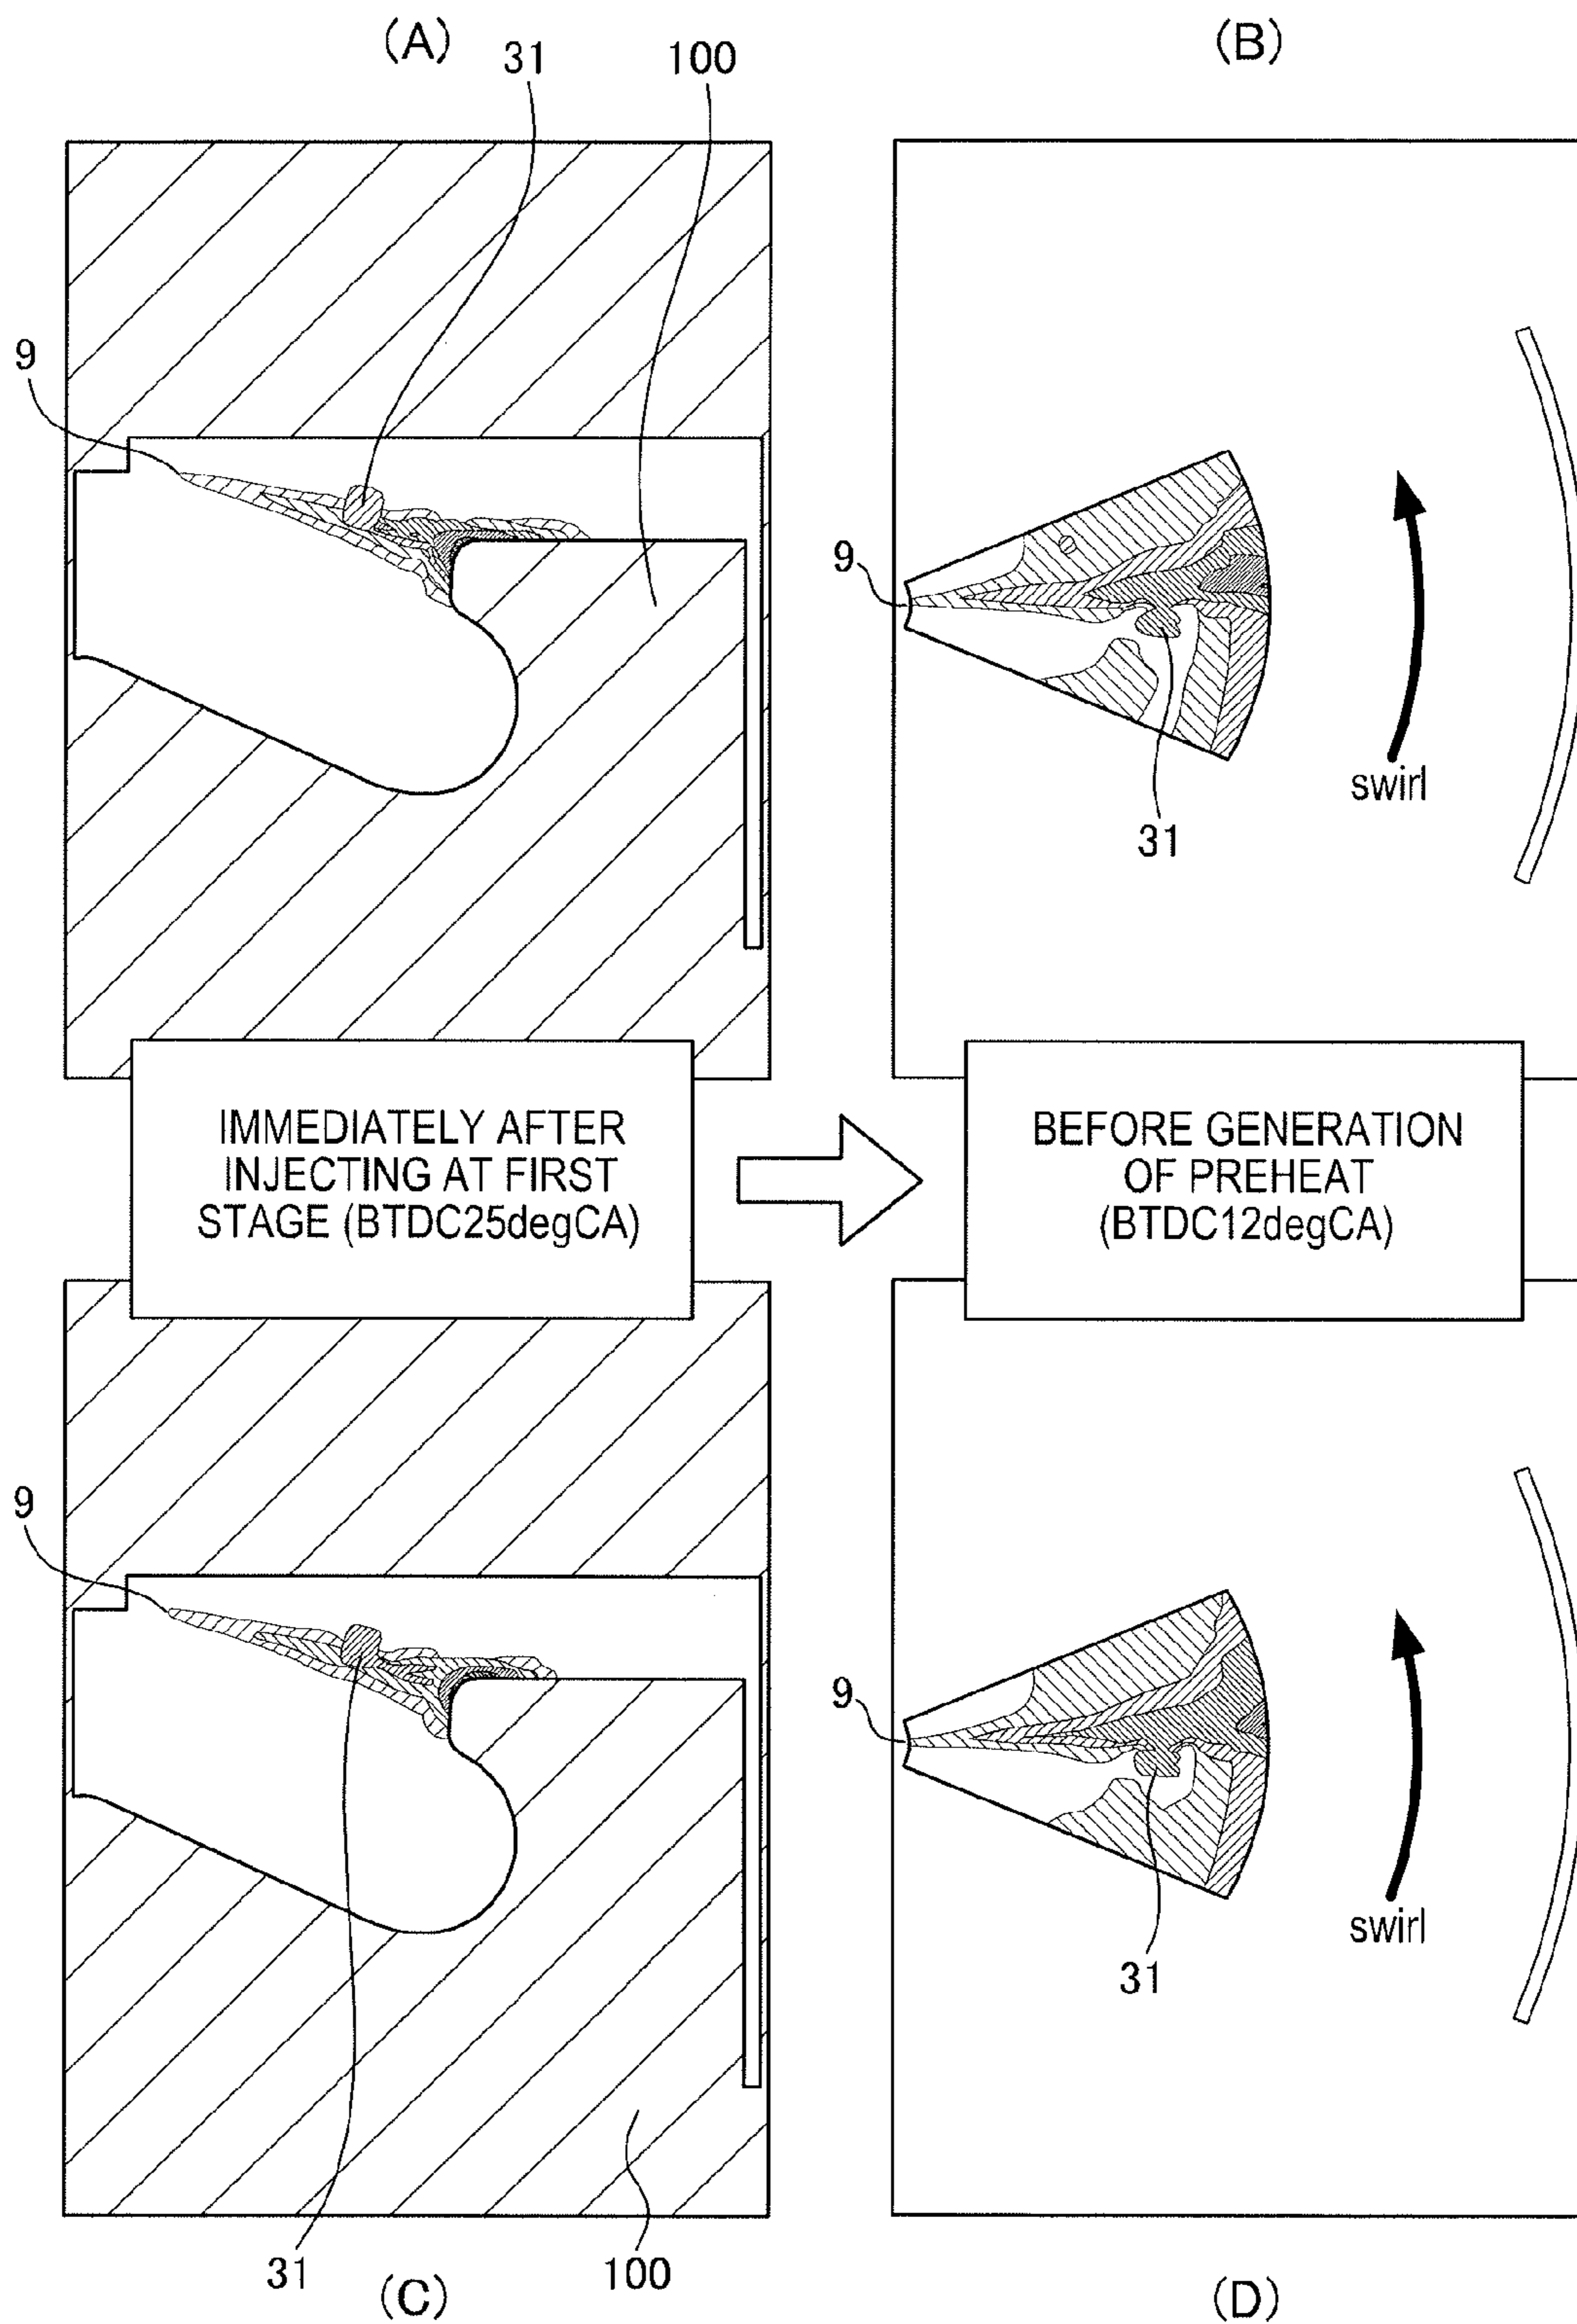 (A)
(B)
31
100
9
9
swirl
31
IMMEDIATELY AFTER
INJECTING AT FIRST
STAGE (BTDC25degCA)
BEFORE GENERATION
OF PREHEAT
(BTDC12degCA)
9
9
swirl
31
31
100
(C)
(D)